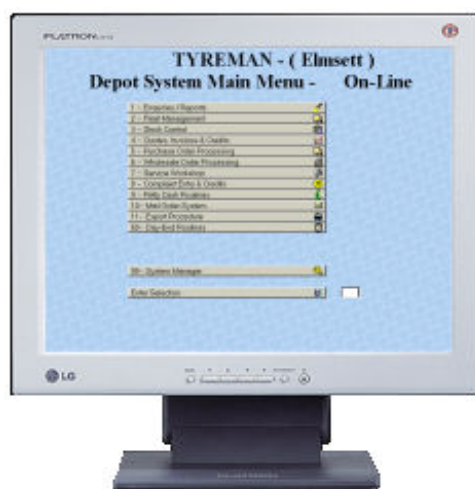 FLATRON
TYREMAN - ( Elmsett )
Depot System Main Menu - On-Line
1 - Enquiries / Reports
2 - Fleet Management
3 - Stock Control
4 - Quotes, Invoices & Credits
5 - Purchase Order Processing
6 - Wholesale Order Processing
7 - Service Workshop
8 - Complaint Entry & Credits
9 - Petty Cash Routines
10 - Mail Order System
11 - Export Procedure
- Day-End Routines
99 - System Manager
Enter Selection
LG
FLATRON